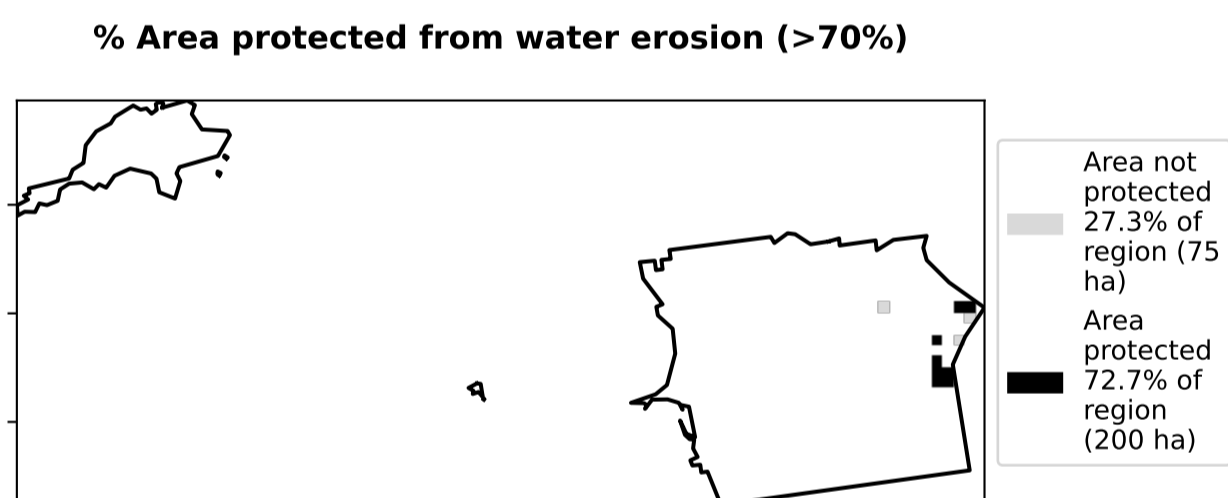 % Area protected from water erosion (>70%)
Area not
protected
27.3% of
region (75
ha)
Area
protected
72.7% of
region
(200 ha)